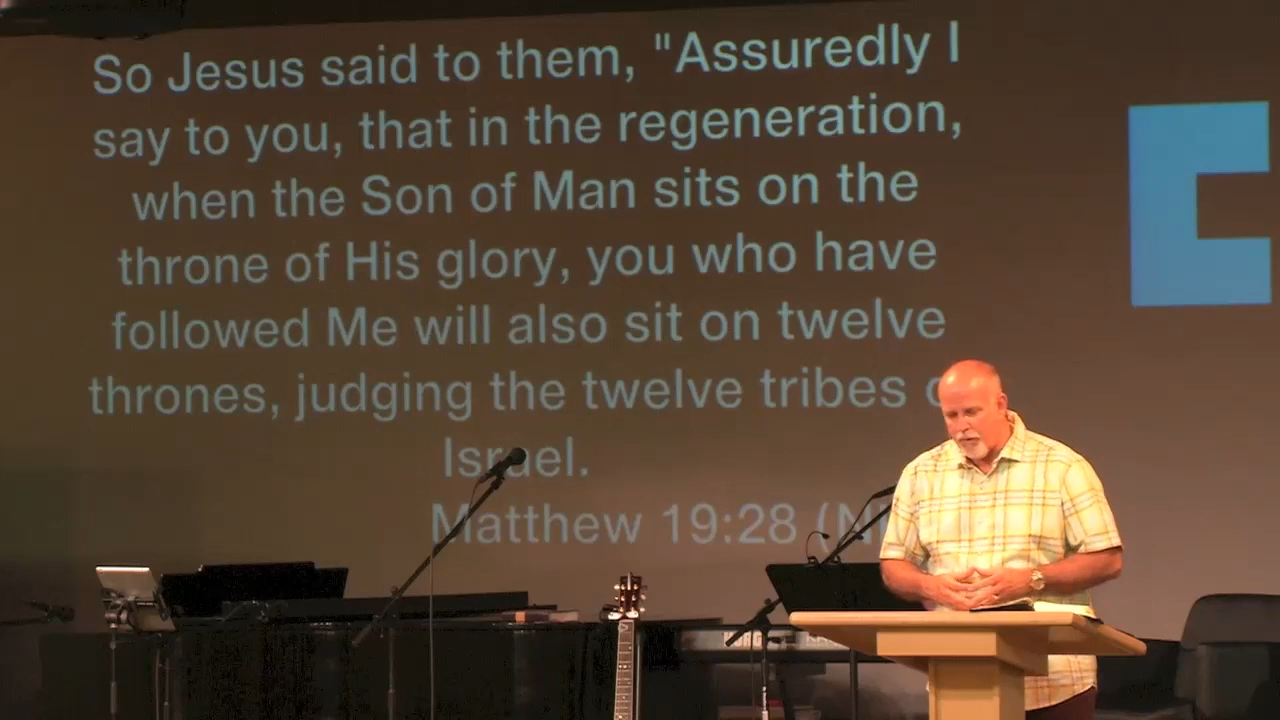 So Jesus said to them, "Assuredly I
say to you, that in the regeneration,
when the Son of Man sits on the
throne of His glory, you who have
followed Me will also sit on twelve
thrones, judging the twelve tribes
Israel.
Matthew 19:28